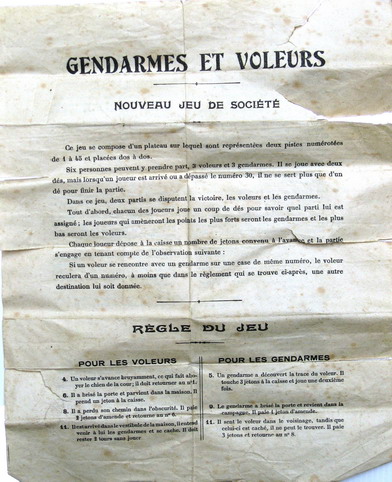 GENDARMES ET VOLEURS
NOUVEAU JEU DE SOCIÉTÉ
Ce jeu se compose d'un plateau sur lequel sont représentées deux pistes numérotées
de 1 à 45 et placées dos à dos.
Six personnes peuvent y prendre part, 3 voleurs et 3 gendarmes. Il se joue avec deux
dés, mais lorsqu'un joueur est arrivé ou a dépassé le numéro 30, il ne se sert plus que d'un
dé pour finir la partie.
Dans ce jeu, deux partis se disputent la victoire, les voleurs et les gendarmes.
Tout d'abord, chacun des joueurs joue un coup de dés pour savoir quel parti lui est
assigné ; les joueurs qui amèneront les points les plus forts seront les gendarmes et les plus
bas seront les voleurs.
Chaque joueur dépose à la caisse un nombre de jetons convenu à l'avance et la partie
s'engage en tenant compte de l'observation suivante :
Si un voleur se rencontre avec un gendarme sur une case de même numéro, le voleur
reculera d'un numéro, à moins que dans le règlement qui se trouve ci-après, une autre
destination lui soit donnée.
RÈGLE DU JEU
POUR LES VOLEURS
4. Un voleur s'avance bruyamment, ce qui fait abo-
yer le chien de la cour; il doit retourner au n° 1.
6. Il a brisé la porte et parvient dans la maison. Il
prend un jeton à la caisse.
8. Il a perdu son chemin dans l'obscurité. Il paie
2 jetons d'amende et retourne au n°
11. Il est arrivé dans le vestibule de la maison, il entend
venir à lui les gendarmes et se cache. Il doit
rester 2 tours sans jouer
POUR LES GENDARMES
5. Un gendarme a découvert la trace du voleur. Il
touche 2 jetons à la caisse et joue une deuxième
fois.
9. Le gendarme a brisé la porte et revient dans la
campagne. Il paie 1 jeton d'amende.
11. Il sent le voleur dans le voisinage, tandis que
celui-ci est caché, il ne peut le trouver. Il paie
3 jetons et retourne au n° 8.